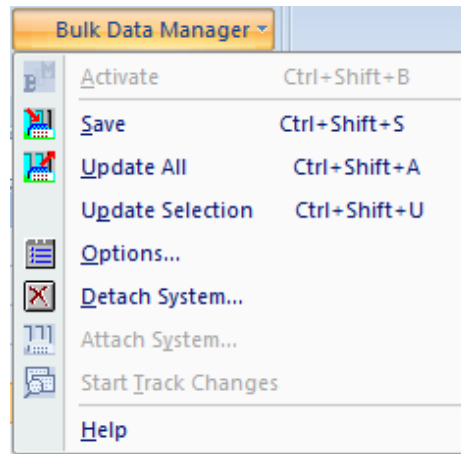 Bulk Data Manager
Activate Ctrl+Shift+B
Save Ctrl+Shift+S
Update All Ctrl+Shift+A
Update Selection Ctrl+Shift+U
Options...
Detach System...
Attach System...
Start Track Changes
Help